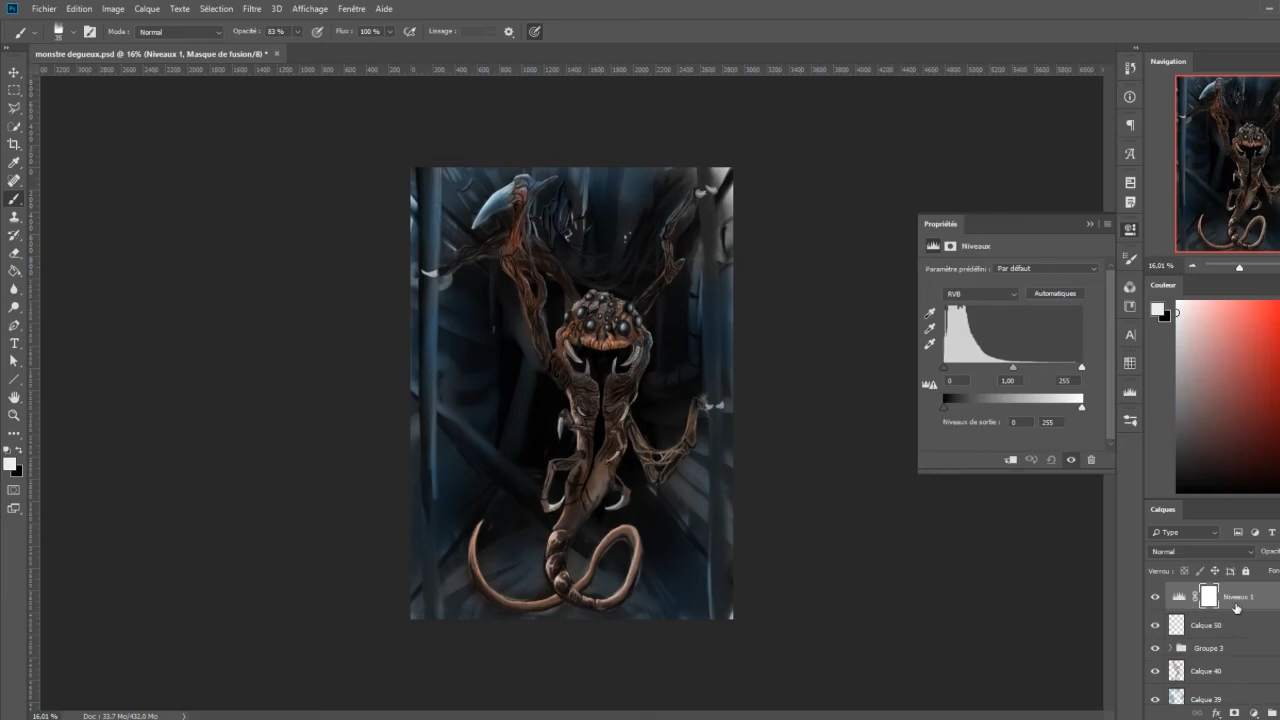 Ps Fichier Edition Image Calque Texte Sélection Filtre 3D Affichage Fenêtre Aide
35 Mode : Normal Opacité : 83 % Flux : 100 % Lissage :
monstre degueux.psd @ 16% (Niveaux 1, Masque de fusion/8) * ×
Navigation
16,01 %
Couleur
Propriétés
Niveaux
Paramètre prédéfini : Par défaut
RVB Automatiques
0 1,00 255
Niveaux de sortie : 0 255
Calques
Type
Normal
Verrou :
Niveaux 1
Calque 50
Groupe 3
Calque 40
Calque 39
16,01 % Doc : 33,7 Mo/432,0 Mo